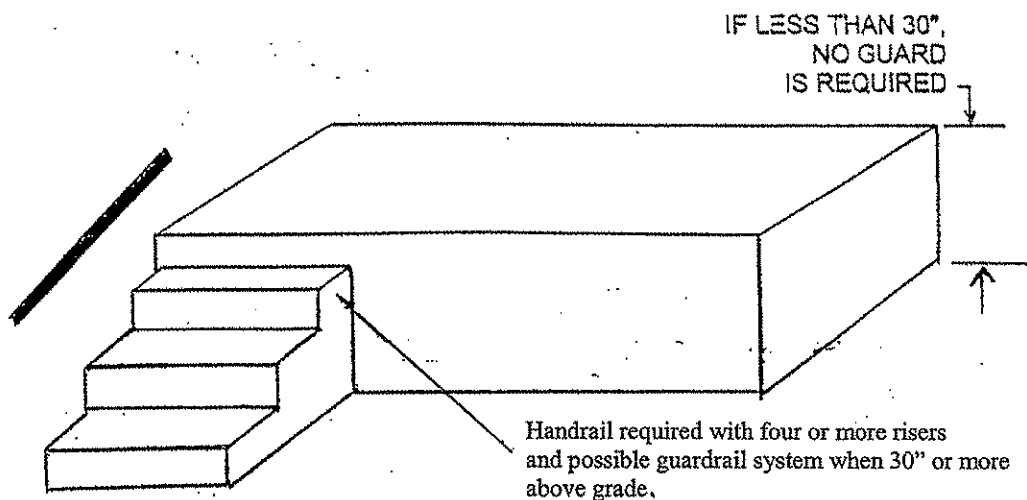 IF LESS THAN 30",
NO GUARD
IS REQUIRED
Handrail required with four or more risers
and possible guardrail system when 30” or more
above grade.